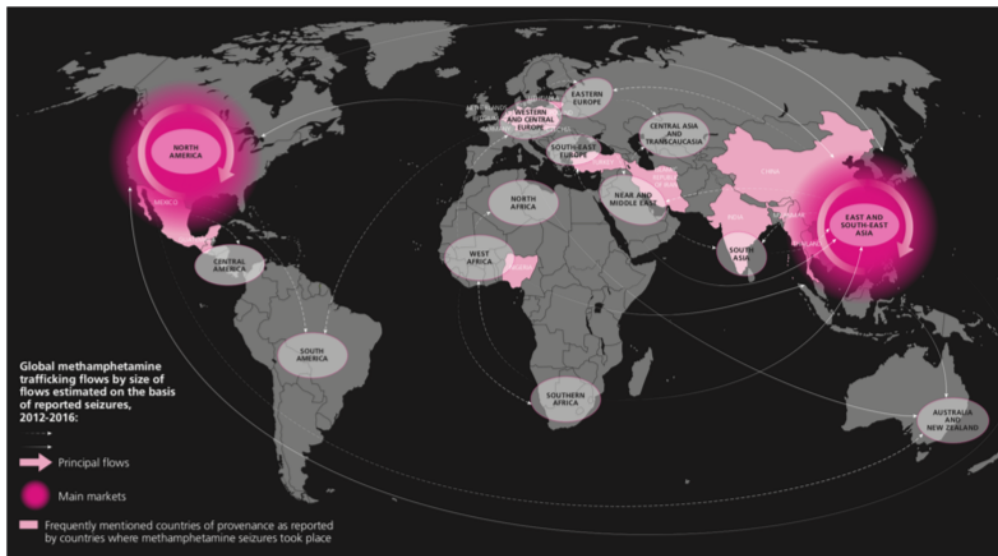 EASTERN
EUROPE
WESTERN
AND CENTRAL
EUROPE
NORTH
AMERICA
CENTRAL ASIA
AND
TRANSCAUCASIA
SOUTH-EAST
EUROPE
TURKEY
CHINA
REPUBLIC
OF IRAN
MEXICO
NORTH
AFRICA
NEAR AND
MIDDLE EAST
INDIA
EAST AND
SOUTH-EAST
ASIA
CENTRAL
AMERICA
WEST
AFRICA
NIGERIA
SOUTH
ASIA
SOUTH
AMERICA
SOUTHERN
AFRICA
AUSTRALIA
AND
NEW ZEALAND
Global methamphetamine
trafficking flows by size of
flows estimated on the basis
of reported seizures,
2012-2016:
Principal flows
Main markets
Frequently mentioned countries of provenance as reported
by countries where methamphetamine seizures took place